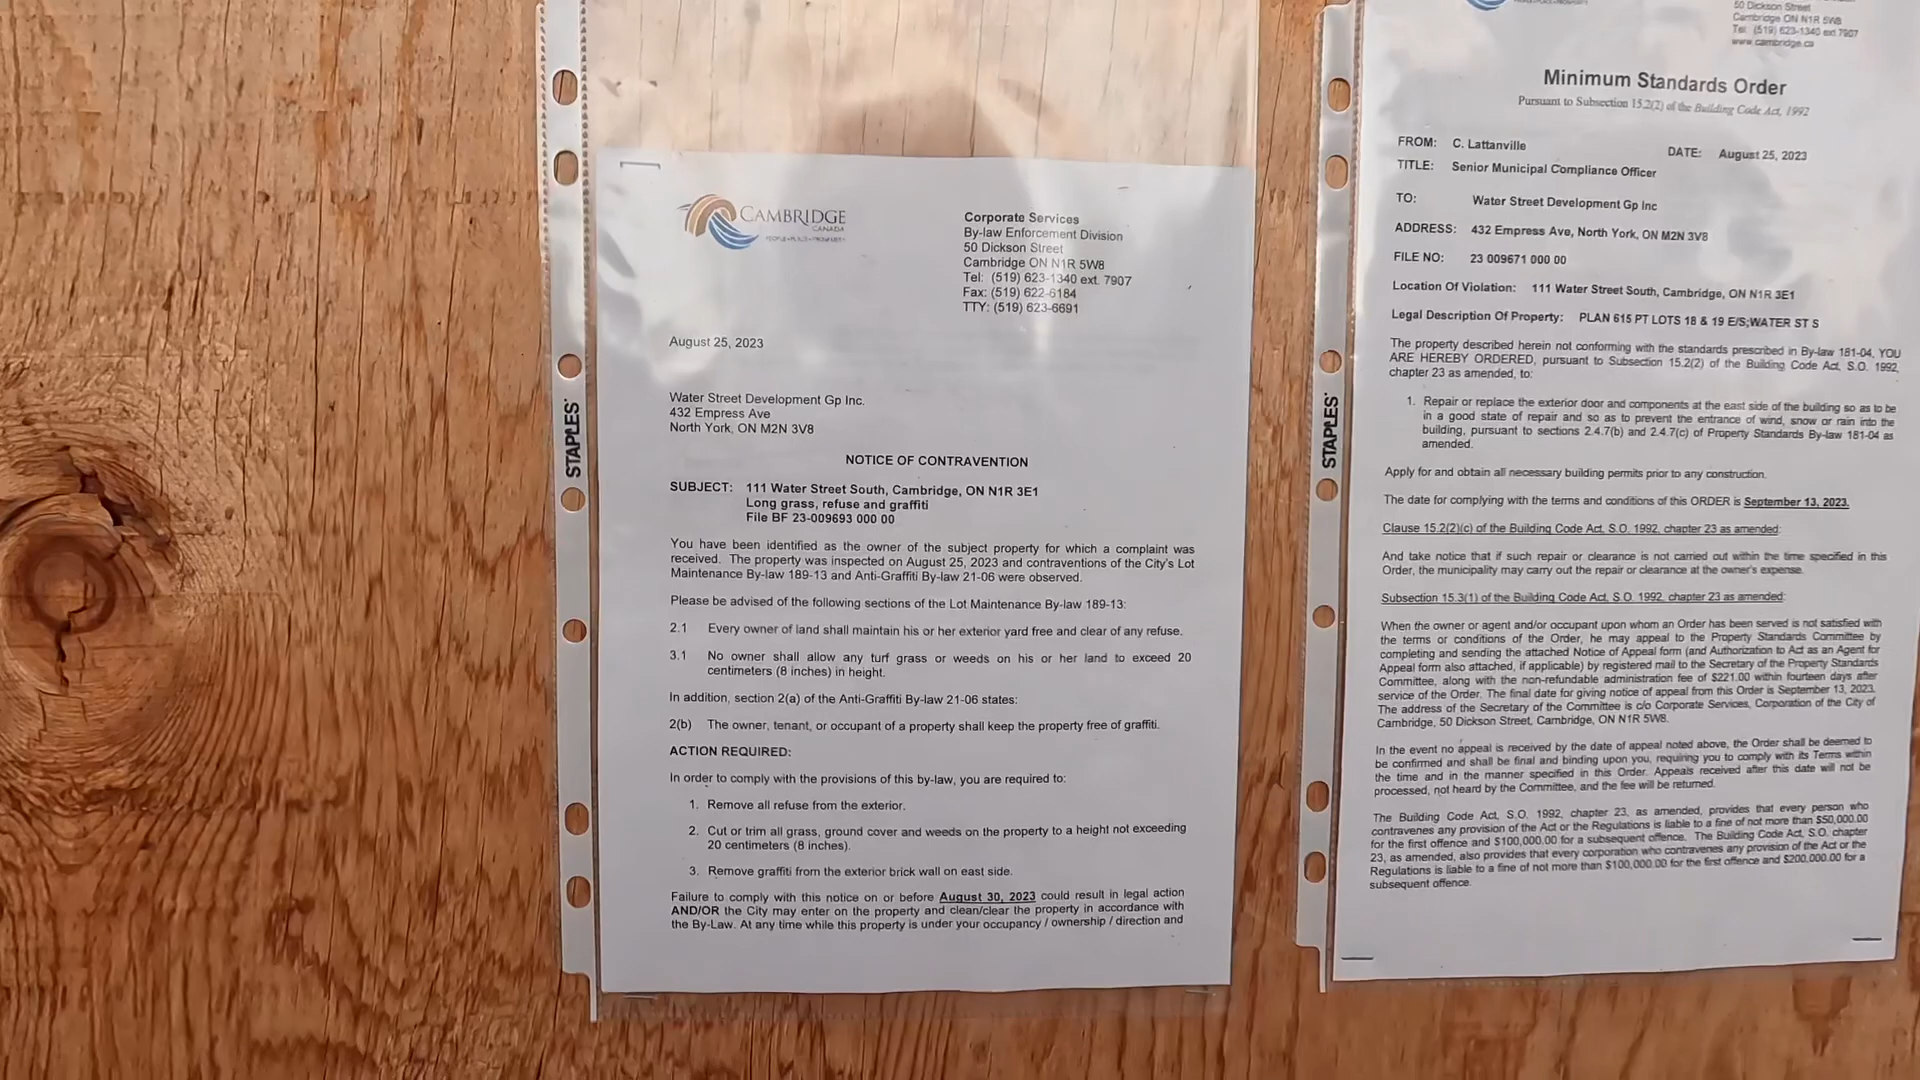 STAPLES
CAMBRIDGE
CANADA
PEOPLE • PLACE • PROSPERITY
Corporate Services
By-law Enforcement Division
50 Dickson Street
Cambridge ON N1R 5W8
Tel: (519) 623-1340 ext. 7907
Fax: (519) 622-6184
TTY: (519) 623-6691
August 25, 2023
Water Street Development Gp Inc.
432 Empress Ave
North York, ON M2N 3V8
NOTICE OF CONTRAVENTION
SUBJECT: 111 Water Street South, Cambridge, ON N1R 3E1
Long grass, refuse and graffiti
File BF 23-009693 000 00
You have been identified as the owner of the subject property for which a complaint was
received. The property was inspected on August 25, 2023 and contraventions of the City's Lot
Maintenance By-law 189-13 and Anti-Graffiti By-law 21-06 were observed.
Please be advised of the following sections of the Lot Maintenance By-law 189-13:
2.1 Every owner of land shall maintain his or her exterior yard free and clear of any refuse.
3.1 No owner shall allow any turf grass or weeds on his or her land to exceed 20
centimeters (8 inches) in height.
In addition, section 2(a) of the Anti-Graffiti By-law 21-06 states:
2(b) The owner, tenant, or occupant of a property shall keep the property free of graffiti.
ACTION REQUIRED:
In order to comply with the provisions of this by-law, you are required to:
1. Remove all refuse from the exterior.
2. Cut or trim all grass, ground cover and weeds on the property to a height not exceeding
20 centimeters (8 inches).
3. Remove graffiti from the exterior brick wall on east side.
Failure to comply with this notice on or before August 30, 2023 could result in legal action
AND/OR the City may enter on the property and clean/clear the property in accordance with
the By-Law. At any time while this property is under your occupancy / ownership / direction and
STAPLES
50 Dickson Street
Cambridge ON N1R 5W8
Tel: (519) 623-1340 ext 7907
www.cambridge.ca
Minimum Standards Order
Pursuant to Subsection 15.2(2) of the Building Code Act, 1992
FROM: C. Lattanville
DATE: August 25, 2023
TITLE: Senior Municipal Compliance Officer
TO: Water Street Development Gp Inc
ADDRESS: 432 Empress Ave, North York, ON M2N 3V8
FILE NO: 23 009671 000 00
Location Of Violation: 111 Water Street South, Cambridge, ON N1R 3E1
Legal Description Of Property: PLAN 615 PT LOTS 18 & 19 E/S;WATER ST S
The property described herein not conforming with the standards prescribed in By-law 181-04, YOU
ARE HEREBY ORDERED, pursuant to Subsection 15.2(2) of the Building Code Act, S.O. 1992,
chapter 23 as amended, to:
1. Repair or replace the exterior door and components at the east side of the building so as to be
in a good state of repair and so as to prevent the entrance of wind, snow or rain into the
building, pursuant to sections 2.4.7(b) and 2.4.7(c) of Property Standards By-law 181-04 as
amended.
Apply for and obtain all necessary building permits prior to any construction.
The date for complying with the terms and conditions of this ORDER is September 13, 2023.
Clause 15.2(2)(c) of the Building Code Act, S.O. 1992, chapter 23 as amended:
And take notice that if such repair or clearance is not carried out within the time specified in this
Order, the municipality may carry out the repair or clearance at the owner's expense.
Subsection 15.3(1) of the Building Code Act, S.O. 1992, chapter 23 as amended:
When the owner or agent and/or occupant upon whom an Order has been served is not satisfied with
the terms or conditions of the Order, he may appeal to the Property Standards Committee by
completing and sending the attached Notice of Appeal form (and Authorization to Act as an Agent for
Appeal form also attached, if applicable) by registered mail to the Secretary of the Property Standards
Committee, along with the non-refundable administration fee of $221.00 within fourteen days after
service of the Order. The final date for giving notice of appeal from this Order is September 13, 2023.
The address of the Secretary of the Committee is c/o Corporate Services, Corporation of the City of
Cambridge, 50 Dickson Street, Cambridge, ON N1R 5W8.
In the event no appeal is received by the date of appeal noted above, the Order shall be deemed to
be confirmed and shall be final and binding upon you, requiring you to comply with its Terms within
the time and in the manner specified in this Order. Appeals received after this date will not be
processed, not heard by the Committee, and the fee will be returned.
The Building Code Act, S.O. 1992, chapter 23, as amended, provides that every person who
contravenes any provision of the Act or the Regulations is liable to a fine of not more than $50,000.00
for the first offence and $100,000.00 for a subsequent offence. The Building Code Act, S.O. chapter
23, as amended, also provides that every corporation who contravenes any provision of the Act or the
Regulations is liable to a fine of not more than $100,000.00 for the first offence and $200,000.00 for a
subsequent offence.